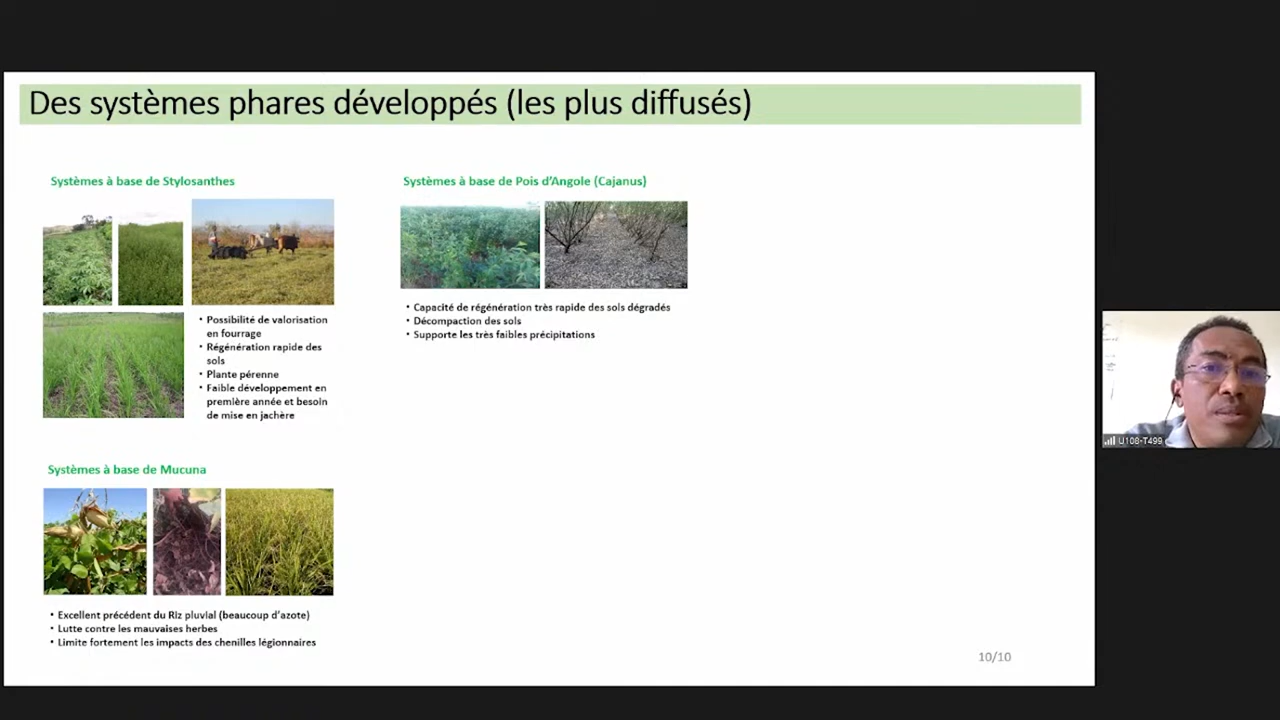 Des systèmes phares développés (les plus diffusés)
Systèmes à base de Stylosanthes
• Possibilité de valorisation
en fourrage
• Régénération rapide des
sols
• Plante pérenne
• Faible développement en
première année et besoin
de mise en jachère
Systèmes à base de Pois d'Angole (Cajanus)
• Capacité de régénération très rapide des sols dégradés
• Décompaction des sols
• Supporte les très faibles précipitations
Systèmes à base de Mucuna
• Excellent précédent du Riz pluvial (beaucoup d'azote)
• Lutte contre les mauvaises herbes
• Limite fortement les impacts des chenilles légionnaires
10/10
U108-T499